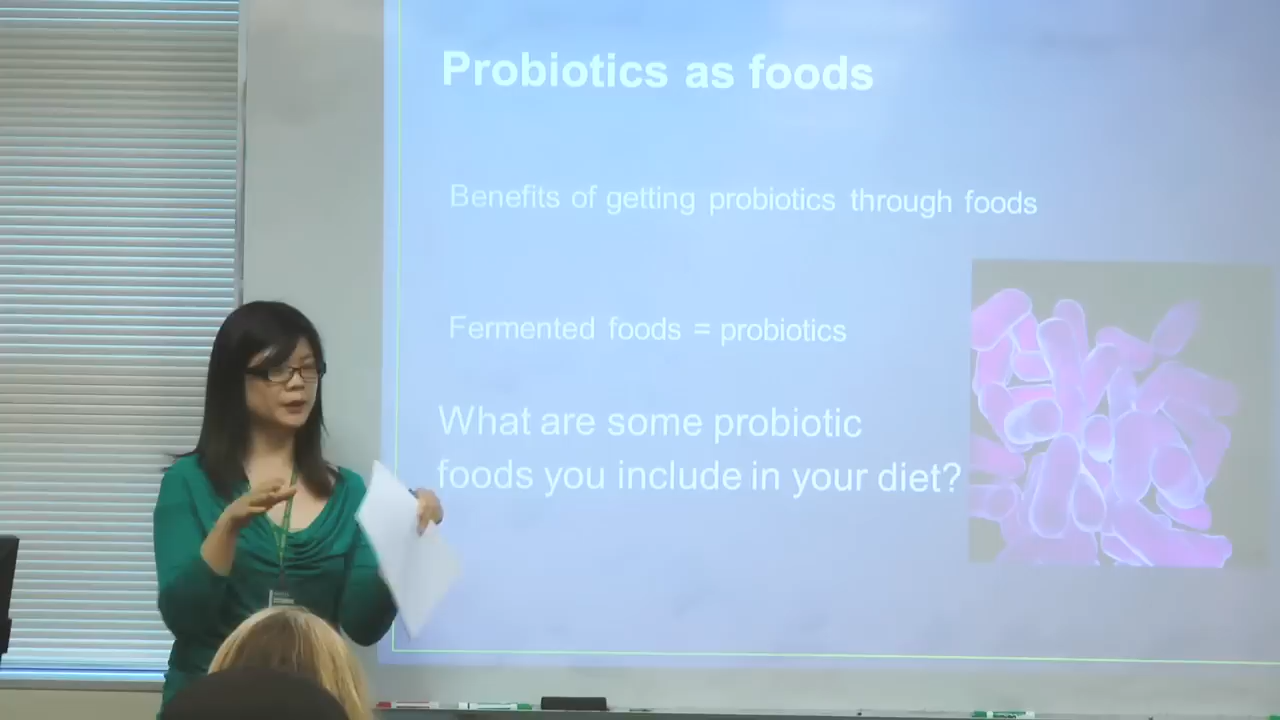 Probiotics as foods
Benefits of getting probiotics through foods
Fermented foods = probiotics
What are some probiotic
foods you include in your diet?